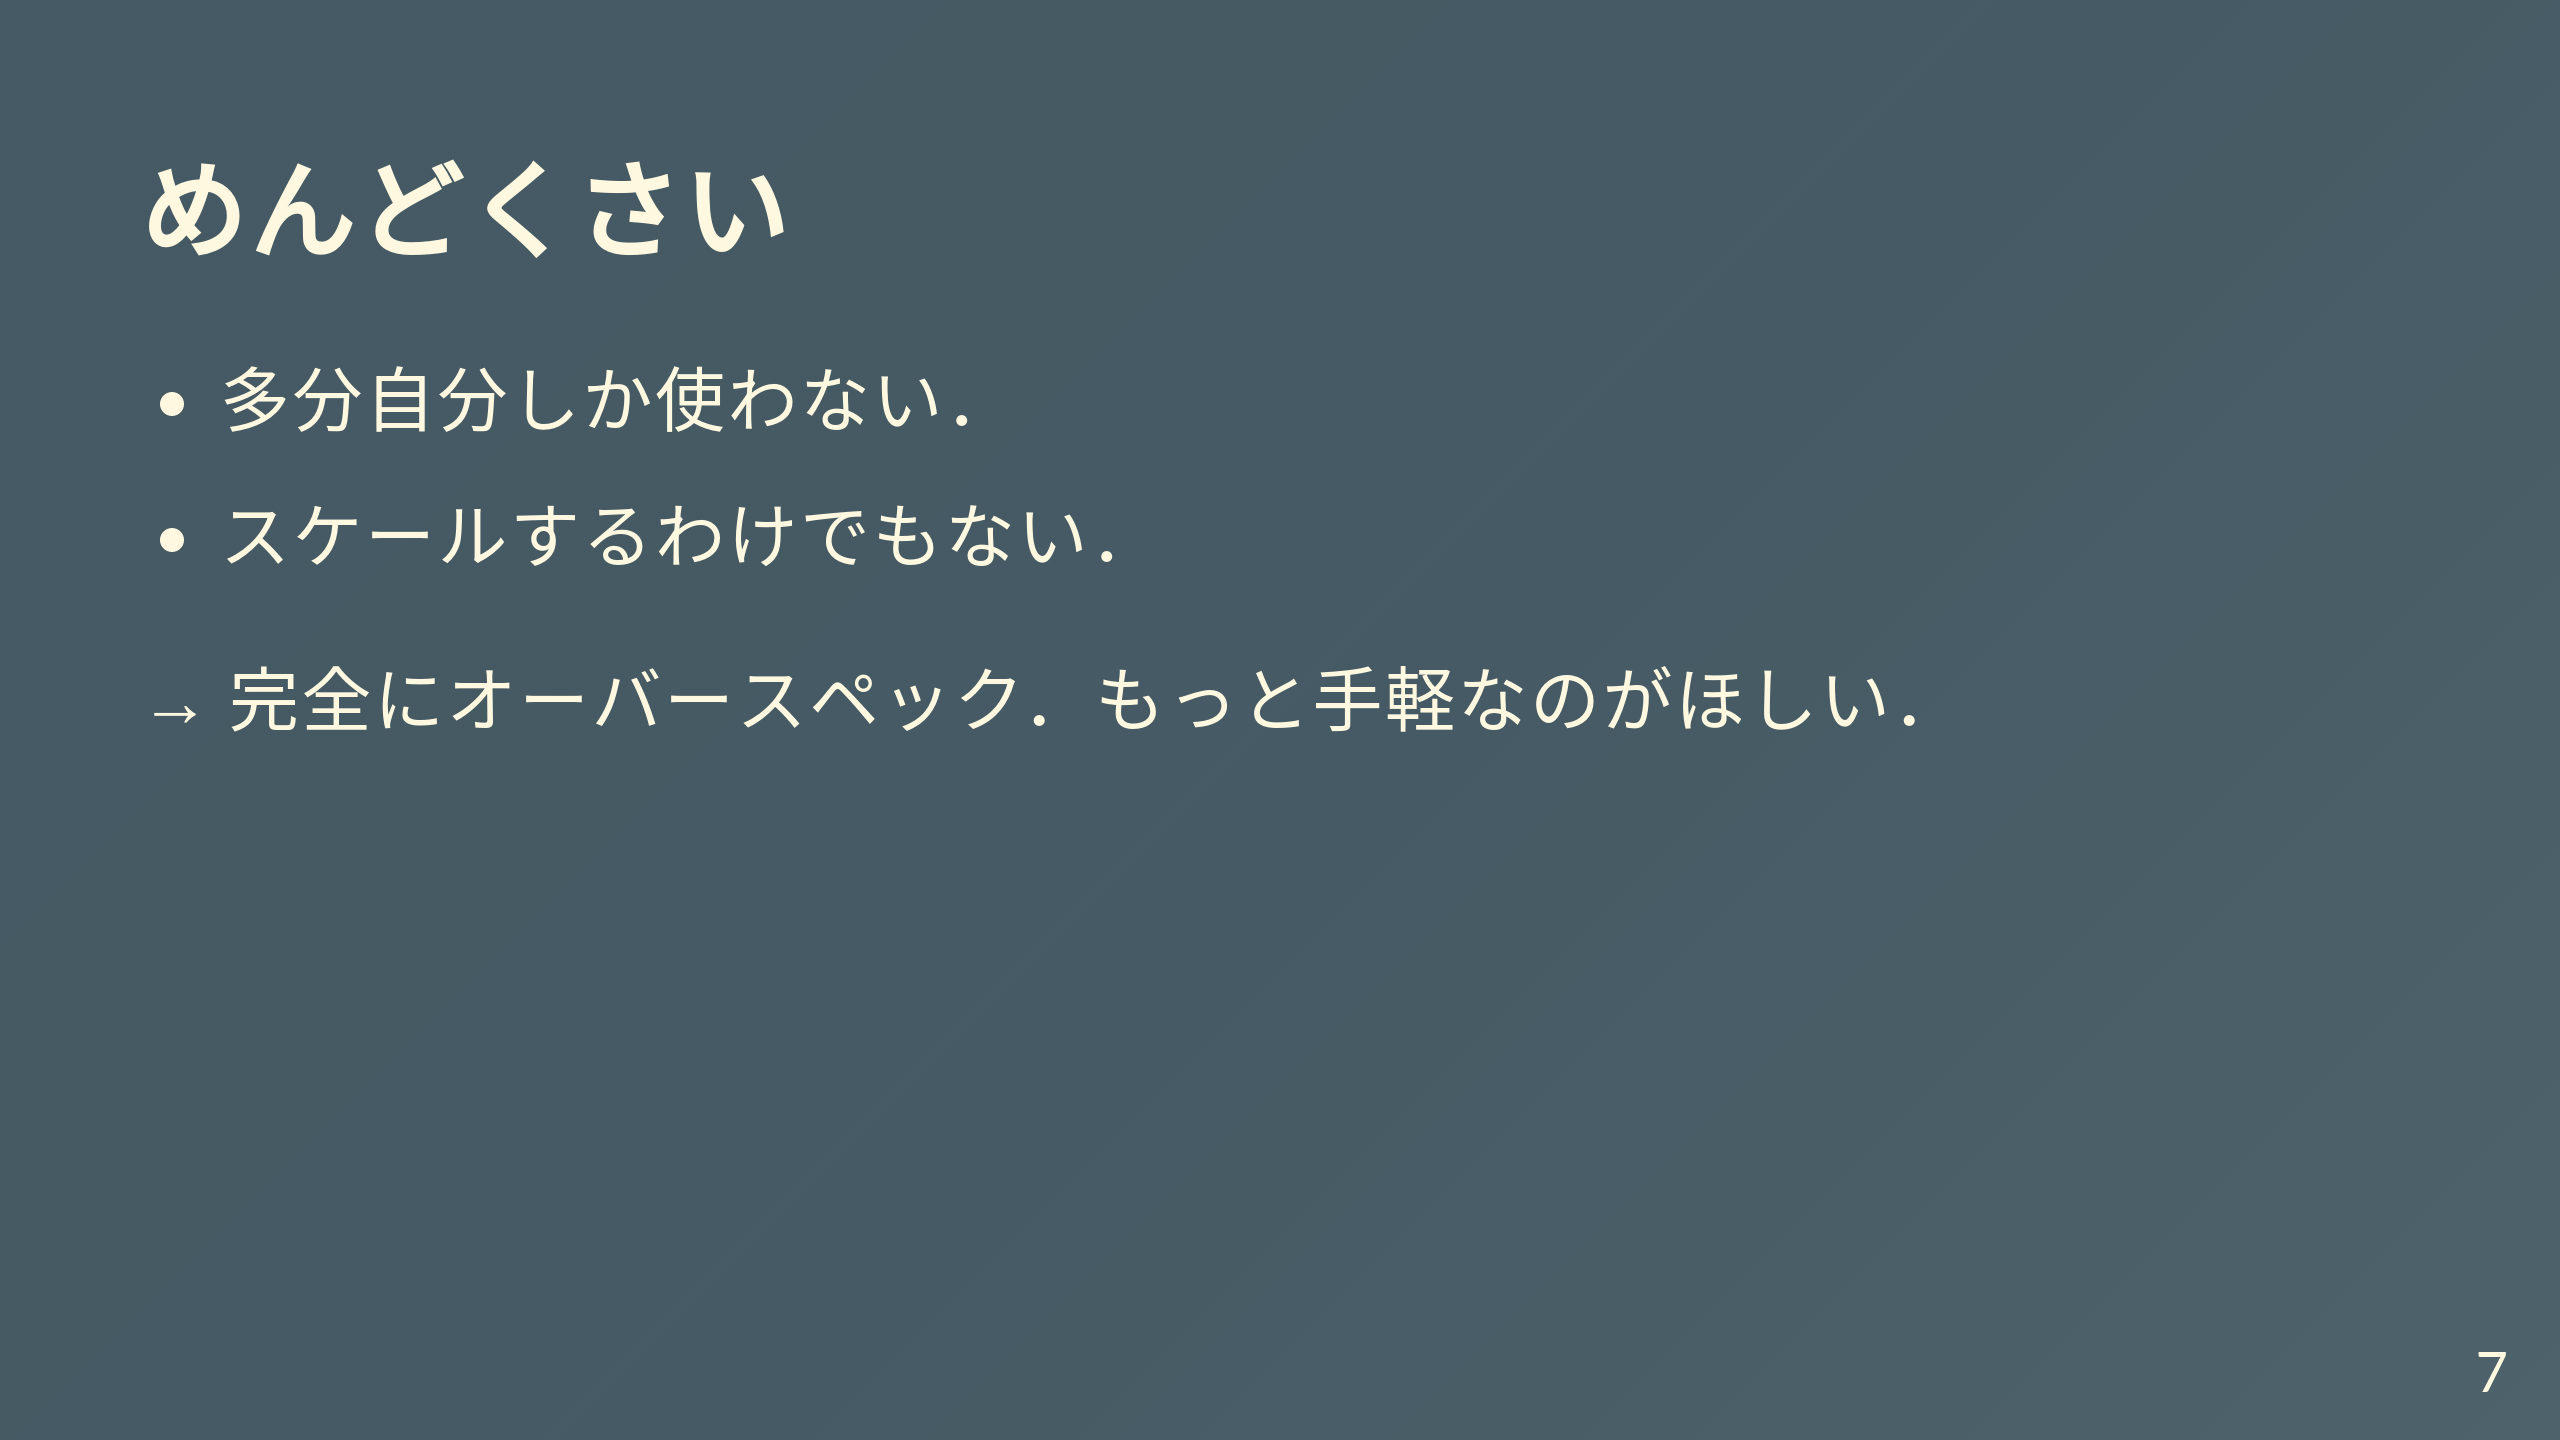 めんどくさい
• 多分自分しか使わない．
• スケールするわけでもない．
→ 完全にオーバースペック．もっと手軽なのがほしい．
7